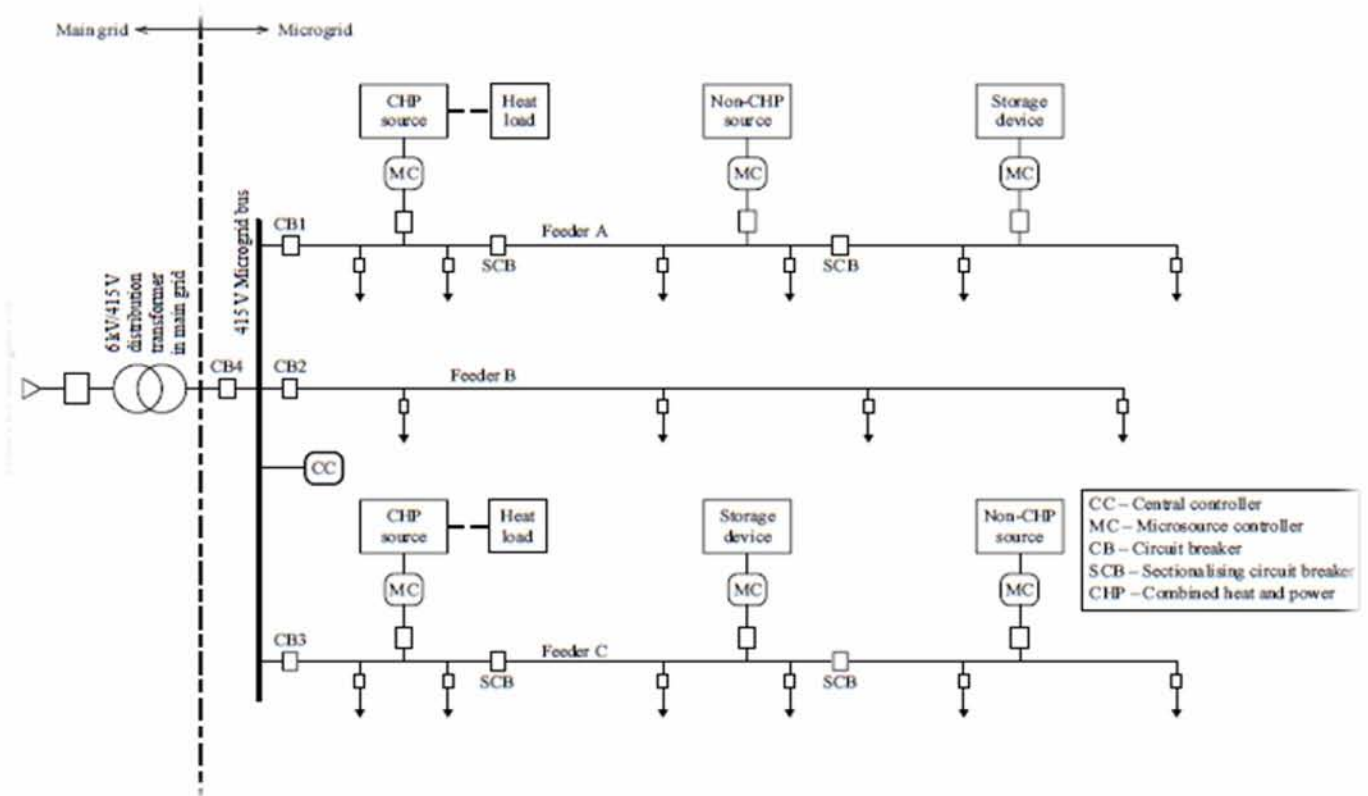 Main grid
Microgrid
CHP
source
Heat
load
Non-CHP
source
Storage
device
MC
MC
MC
415 V Microgrid bus
CB1
Feeder A
SCB
SCB
6 kV/415 V
distribution
transformer
in main grid
CB4
CB2
Feeder B
CC
CHP
source
Heat
load
Storage
device
Non-CHP
source
CC – Central controller
MC – Microsource controller
CB – Circuit breaker
SCB – Sectionalising circuit breaker
CHP – Combined heat and power
MC
MC
MC
CB3
Feeder C
SCB
SCB